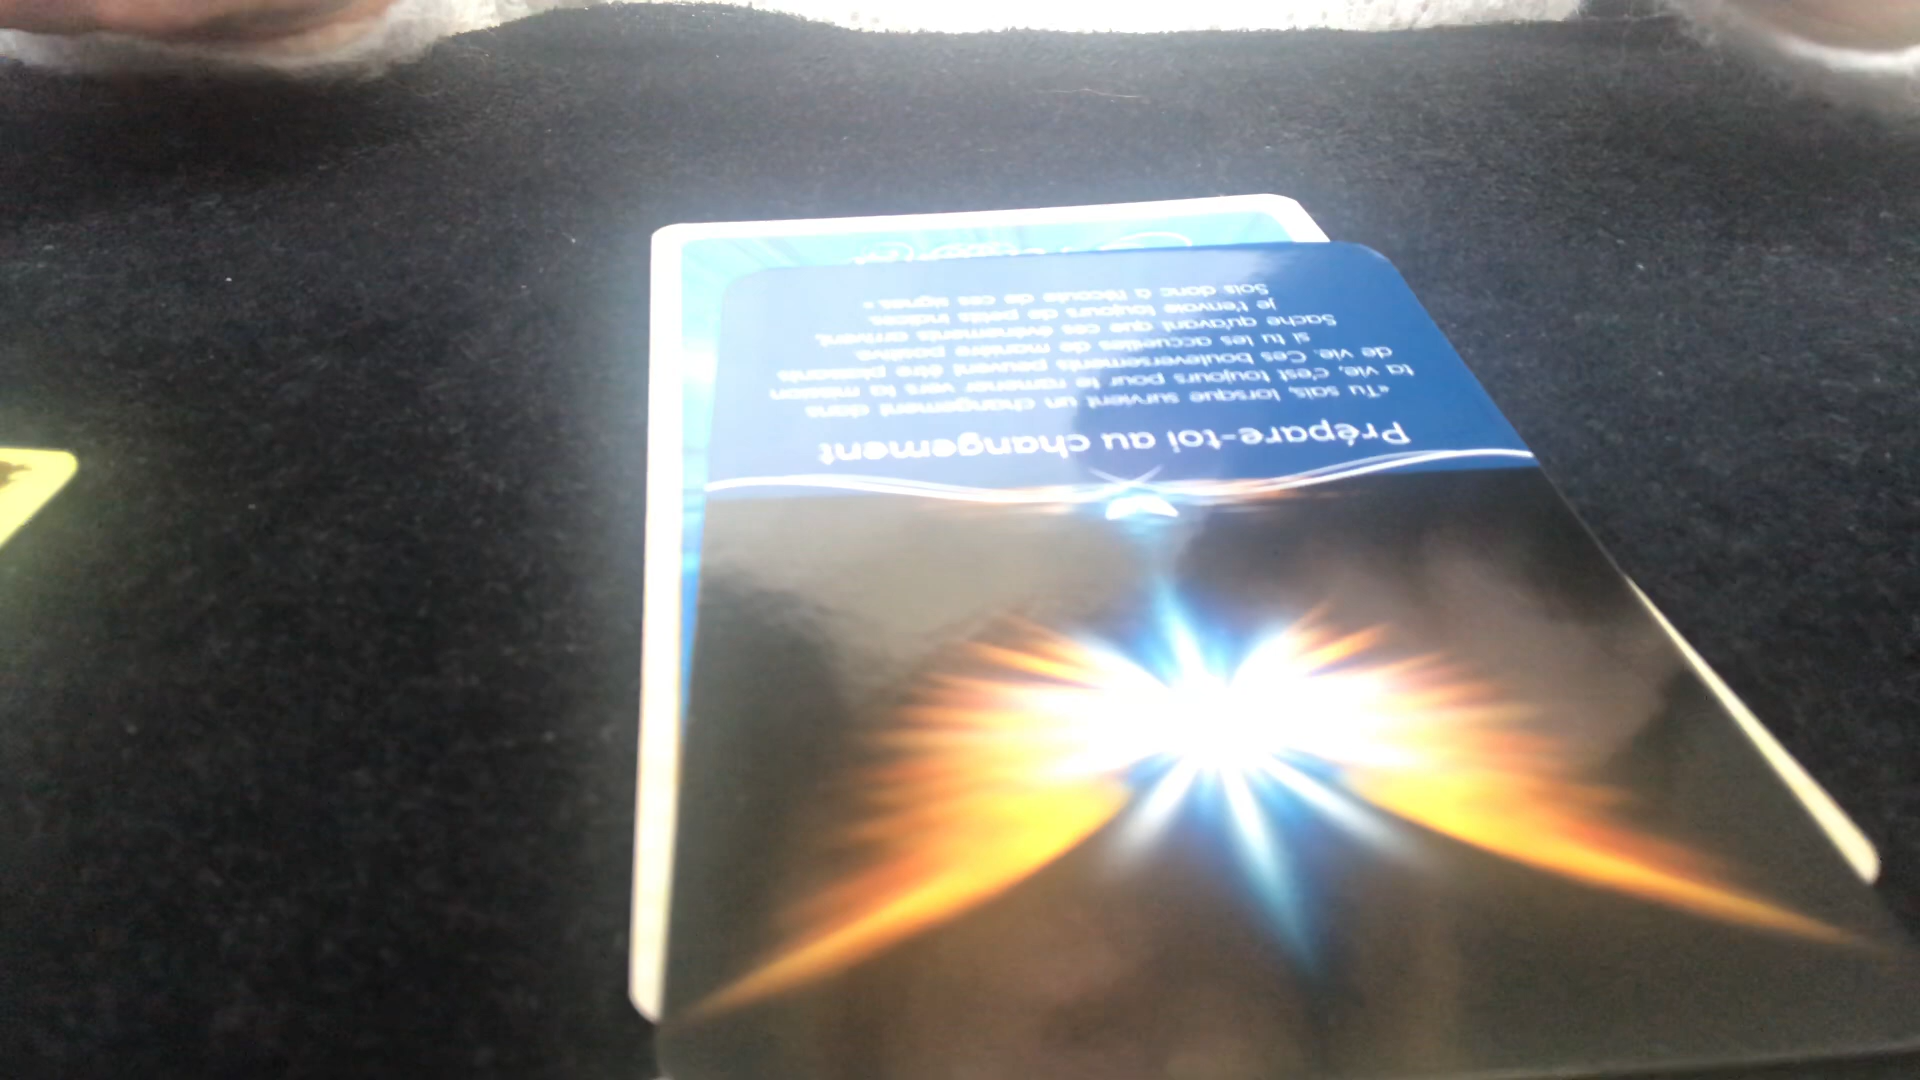 Prépare-toi au changement
«Tu sais, lorsque survient un changement dans
ta vie, c'est toujours pour te ramener vers ta mission
de vie. Ces bouleversements peuvent être plaisants
si tu les accueilles de manière positive.
Sache qu'avant que ces événements arrivent,
je t'envoie toujours de petits indices.
Sois donc à l'écoute de ces signes.»